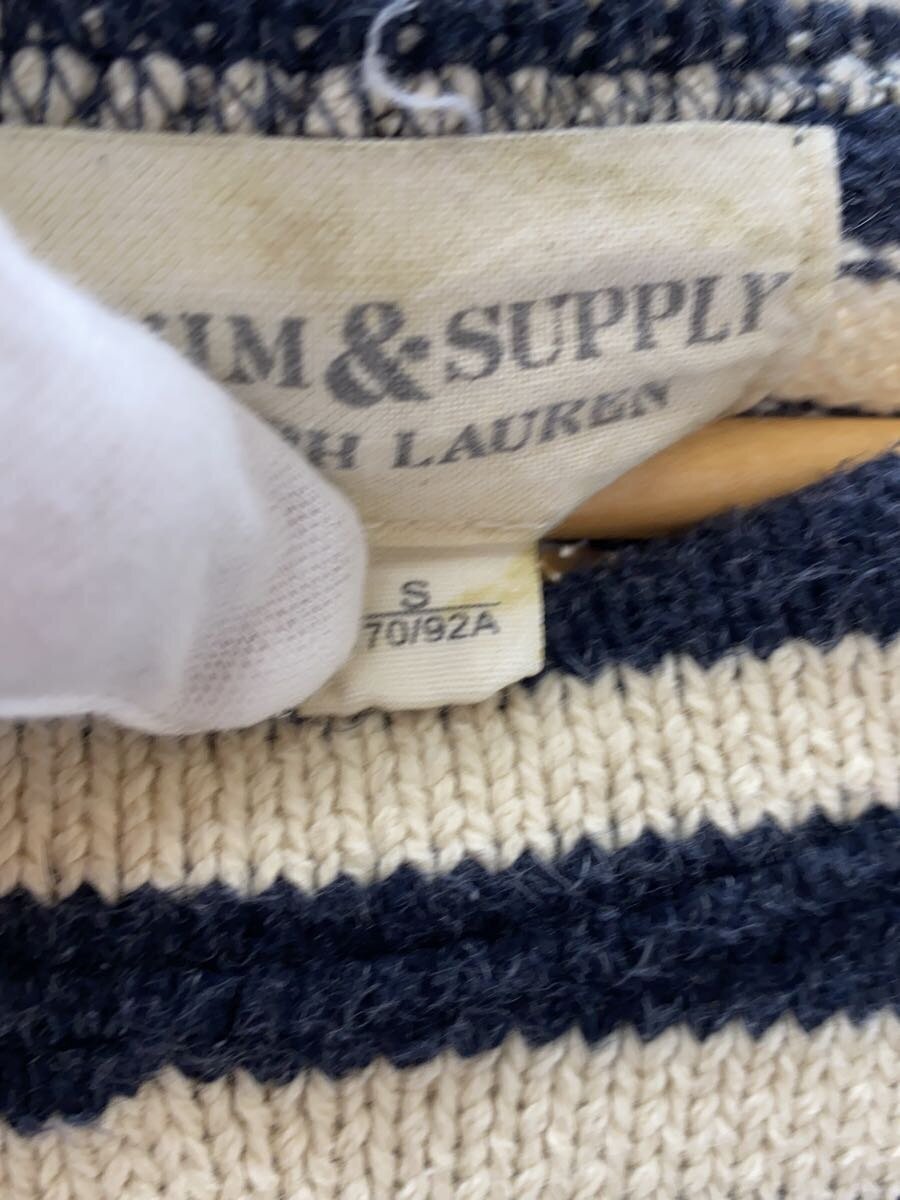 IM & SUPPLY
H LAUREN
S
70/92A